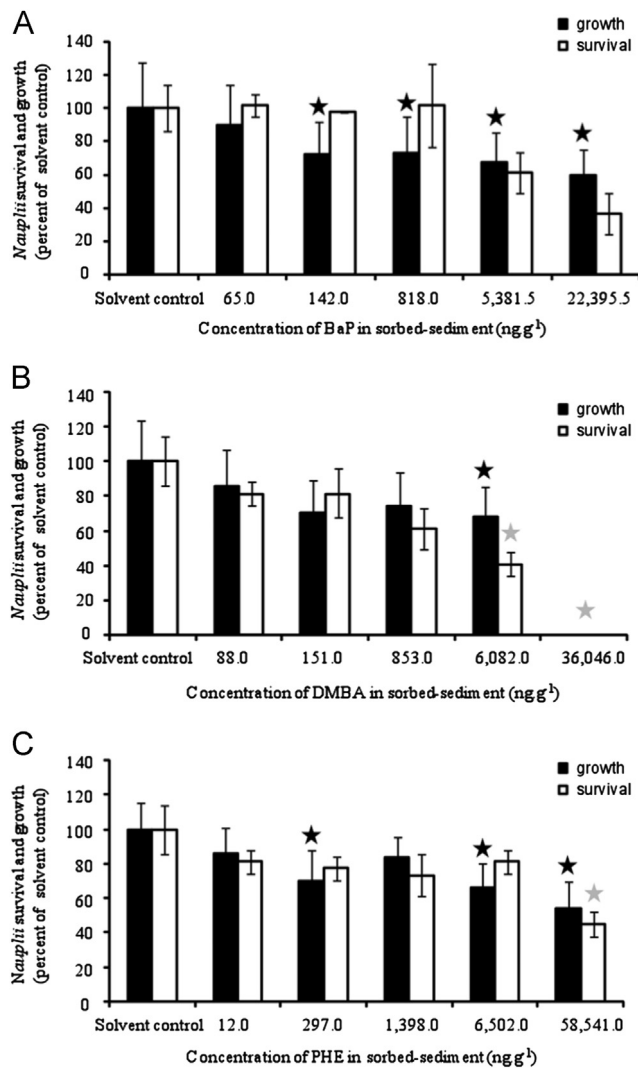 A
growth
survival
Nauplii survival and growth
(percent of solvent control)
140
120
100
80
60
40
20
0
Solvent control 65.0 142.0 818.0 5,381.5 22,395.5
Concentration of BaP in sorbed-sediment (ng g¹)
B
growth
survival
Nauplii survival and growth
(percent of solvent control)
140
120
100
80
60
40
20
0
Solvent control 88.0 151.0 853.0 6,082.0 36,046.0
Concentration of DMBA in sorbed-sediment (ng g¹)
C
growth
survival
Nauplii survival and growth
(percent of solvent control)
140
120
100
80
60
40
20
0
Solvent control 12.0 297.0 1,398.0 6,502.0 58,541.0
Concentration of PHE in sorbed-sediment (ng g¹)